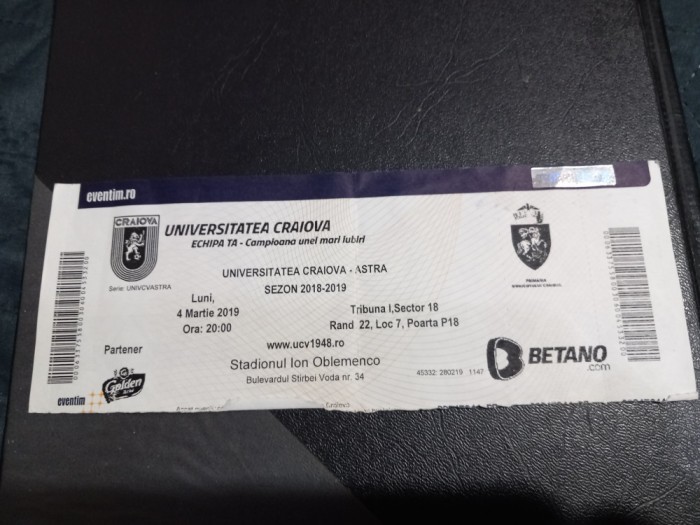 eventim.ro
CRAIOVA
UNIVERSITATEA CRAIOVA
ECHIPA TA - Campioana unei mari Iubiri
UNIVERSITATEA CRAIOVA - ASTRA
SEZON 2018-2019
Serie: UNIVCVASTRA
Luni,
4 Martie 2019
Ora: 20:00
Tribuna I,Sector 18
Rand 22, Loc 7, Poarta P18
www.ucv1948.ro
Partener
Golden
Stadionul Ion Oblemenco
Bulevardul Stirbei Voda nr. 34
45332: 280219 1147
BETANO
.com
eventim
PRIMARIA